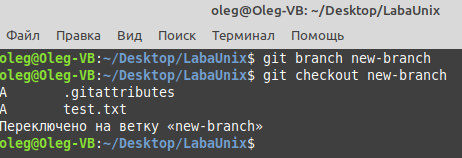 oleg@Oleg-VB: ~/Desktop/LabaUnix
Файл Правка Вид Поиск Терминал Помощь
oleg@Oleg-VB:~/Desktop/LabaUnix$ git branch new-branch
oleg@Oleg-VB:~/Desktop/LabaUnix$ git checkout new-branch
A .gitattributes
A test.txt
Переключено на ветку «new-branch»
oleg@Oleg-VB:~/Desktop/LabaUnix$